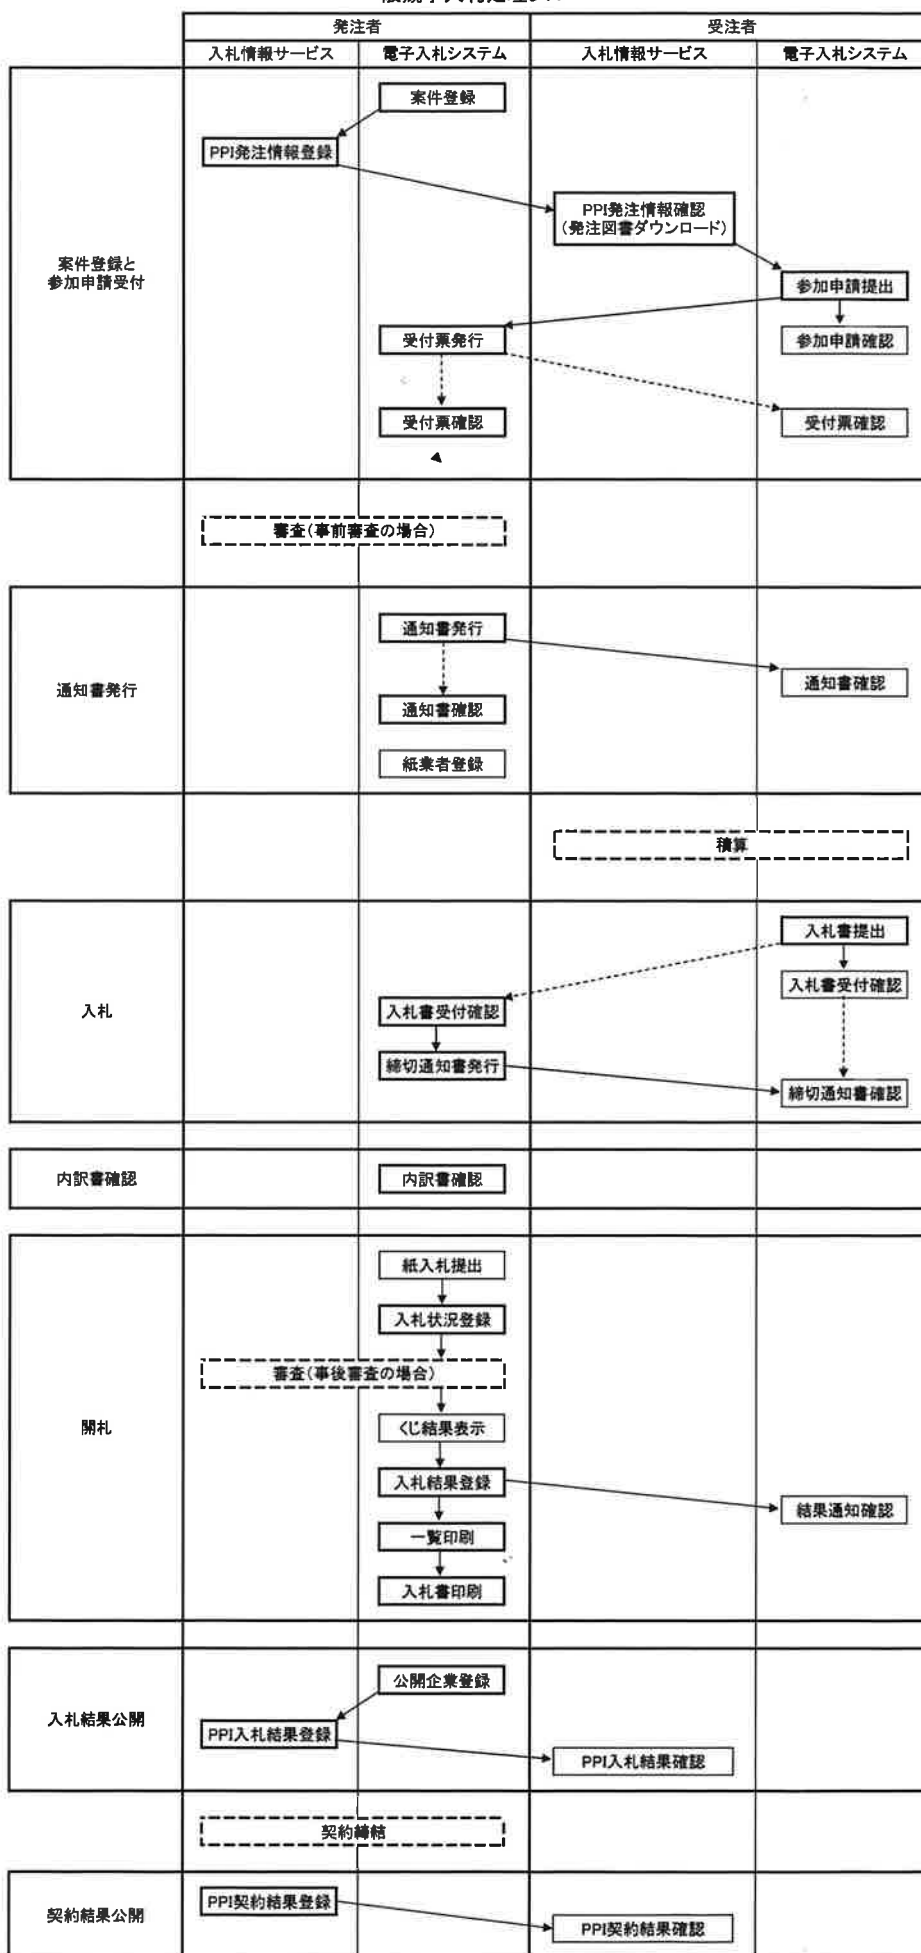 発注者
受注者
入札情報サービス
電子入札システム
入札情報サービス
電子入札システム
案件登録と
参加申請受付
案件登録
PPI発注情報登録
PPI発注情報確認
(発注図書ダウンロード)
参加申請提出
受付票発行
参加申請確認
受付票確認
受付票確認
審査(事前審査の場合)
通知書発行
通知書発行
通知書確認
通知書確認
紙業者登録
積算
入札
入札書提出
入札書受付確認
入札書受付確認
締切通知書発行
締切通知書確認
内訳書確認
内訳書確認
開札
紙入札提出
入札状況登録
審査(事後審査の場合)
くじ結果表示
入札結果登録
結果通知確認
一覧印刷
入札書印刷
入札結果公開
公開企業登録
PPI入札結果登録
PPI入札結果確認
契約締結
契約結果公開
PPI契約結果登録
PPI契約結果確認